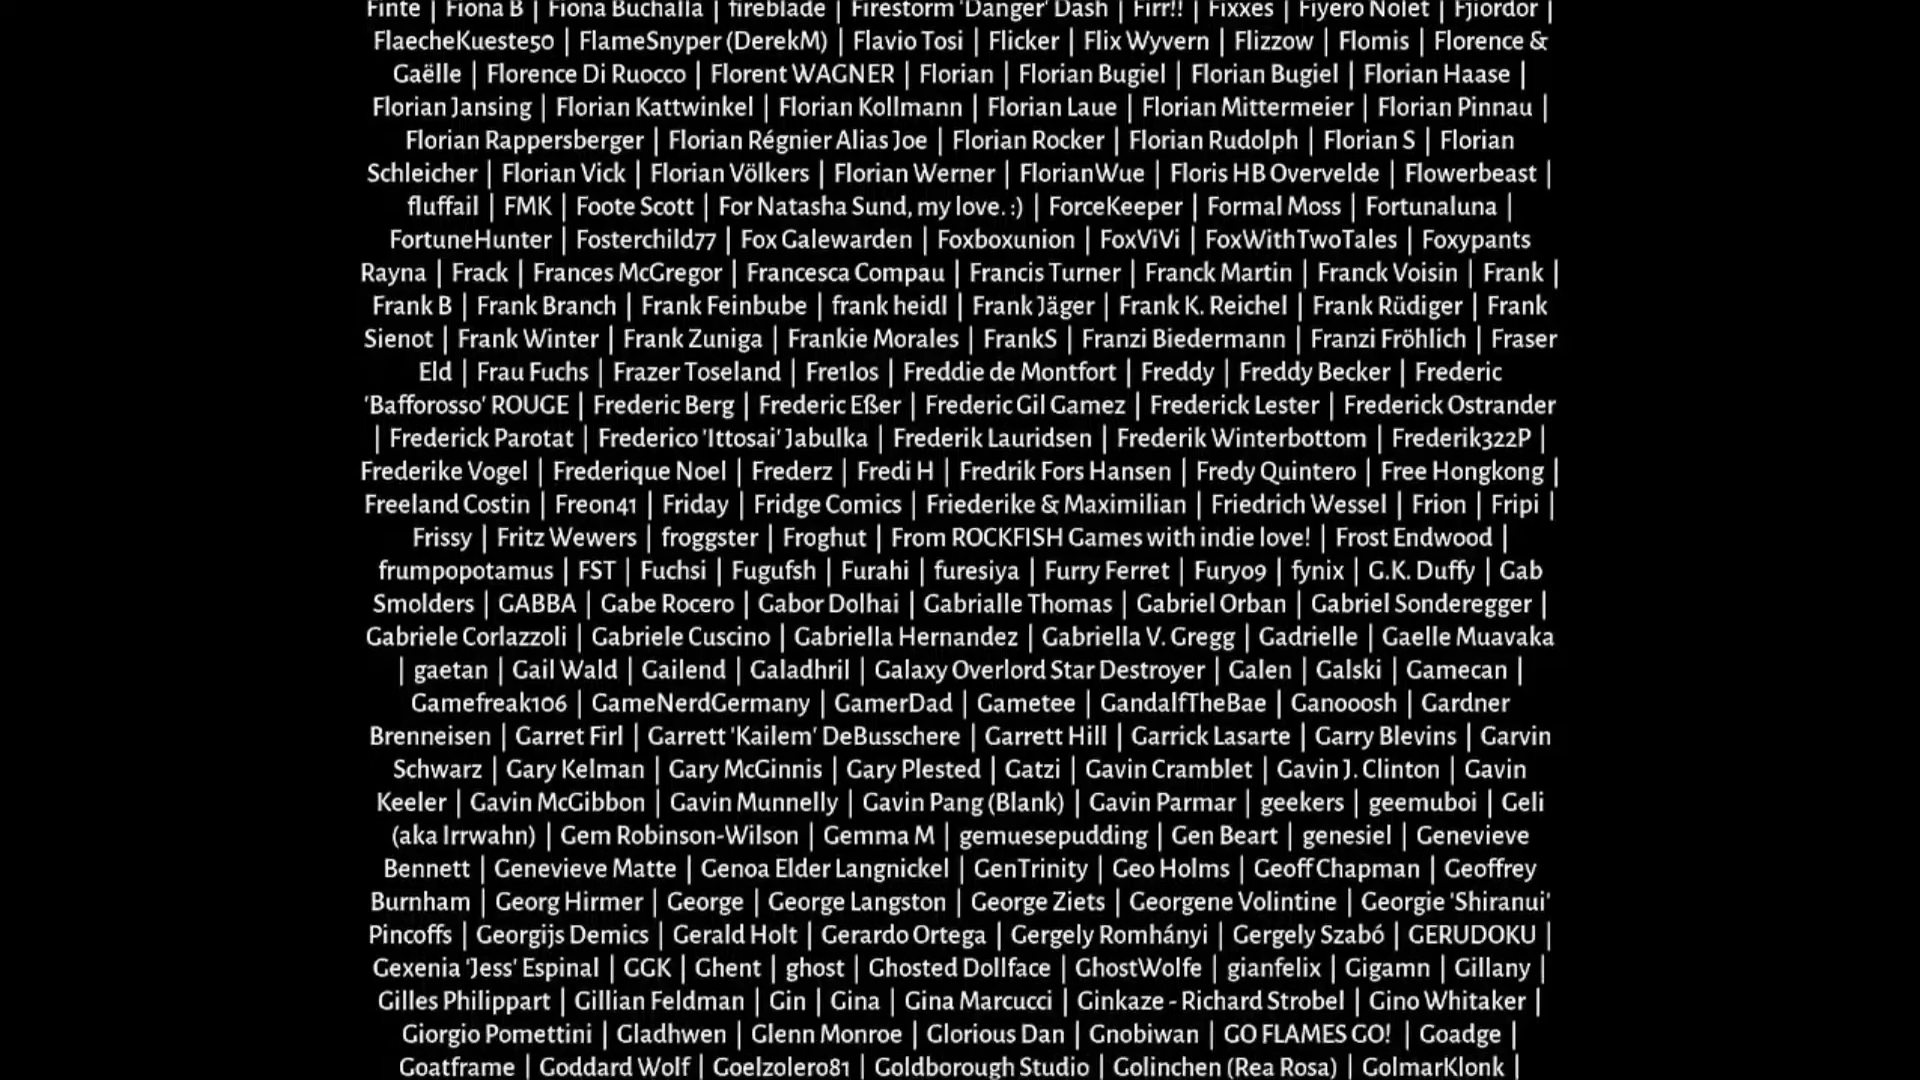 Finte | Fiona B | Fiona Buchalla | fireblade | Firestorm 'Danger' Dash | Firr!! | Fixxes | Fiyero Nolet | Fjiordor |
FlaecheKueste50 | FlameSnyper (DerekM) | Flavio Tosi | Flicker | Flix Wyvern | Flizzow | Flomis | Florence &
Gaëlle | Florence Di Ruocco | Florent WAGNER | Florian | Florian Bugiel | Florian Bugiel | Florian Haase |
Florian Jansing | Florian Kattwinkel | Florian Kollmann | Florian Laue | Florian Mittermeier | Florian Pinnau |
Florian Rappersberger | Florian Régnier Alias Joe | Florian Rocker | Florian Rudolph | Florian S | Florian
Schleicher | Florian Vick | Florian Völkers | Florian Werner | FlorianWue | Floris HB Overvelde | Flowerbeast |
fluffail | FMK | Foote Scott | For Natasha Sund, my love. :) | ForceKeeper | Formal Moss | Fortunaluna |
FortuneHunter | Fosterchild77 | Fox Galewarden | Foxboxunion | FoxViVi | FoxWithTwoTales | Foxypants
Rayna | Frack | Frances McGregor | Francesca Compau | Francis Turner | Franck Martin | Franck Voisin | Frank |
Frank B | Frank Branch | Frank Feinbube | frank heidl | Frank Jäger | Frank K. Reichel | Frank Rüdiger | Frank
Sienot | Frank Winter | Frank Zuniga | Frankie Morales | FrankS | Franzi Biedermann | Franzi Fröhlich | Fraser
Eld | Frau Fuchs | Frazer Toseland | Fre1los | Freddie de Montfort | Freddy | Freddy Becker | Frederic
'Bafforosso' ROUGE | Frederic Berg | Frederic Eßer | Frederic Gil Gamez | Frederick Lester | Frederick Ostrander
| Frederick Parotat | Frederico 'Ittosai' Jabulka | Frederik Lauridsen | Frederik Winterbottom | Frederik322P |
Frederike Vogel | Frederique Noel | Frederz | Fredi H | Fredrik Fors Hansen | Fredy Quintero | Free Hongkong |
Freeland Costin | Freon41 | Friday | Fridge Comics | Friederike & Maximilian | Friedrich Wessel | Frion | Fripi |
Frissy | Fritz Wewers | froggster | Froghut | From ROCKFISH Games with indie love! | Frost Endwood |
frumpopotamus | FST | Fuchsi | Fugufsh | Furahi | furesiya | Furry Ferret | Fury09 | fynix | G.K. Duffy | Gab
Smolders | GABBA | Gabe Rocero | Gabor Dolhai | Gabrialle Thomas | Gabriel Orban | Gabriel Sonderegger |
Gabriele Corlazzoli | Gabriele Cuscino | Gabriella Hernandez | Gabriella V. Gregg | Gadrielle | Gaelle Muavaka
| gaetan | Gail Wald | Gailend | Galadhril | Galaxy Overlord Star Destroyer | Galen | Galski | Gamecan |
Gamefreak106 | GameNerdGermany | GamerDad | Gametee | GandalfTheBae | Ganooosh | Gardner
Brenneisen | Garret Firl | Garrett 'Kailem' DeBusschere | Garrett Hill | Garrick Lasarte | Garry Blevins | Garvin
Schwarz | Gary Kelman | Gary McGinnis | Gary Plested | Gatzi | Gavin Cramblet | Gavin J. Clinton | Gavin
Keeler | Gavin McGibbon | Gavin Munnelly | Gavin Pang (Blank) | Gavin Parmar | geekers | geemuboi | Geli
(aka Irrwahn) | Gem Robinson-Wilson | Gemma M | gemuesepudding | Gen Beart | genesiel | Genevieve
Bennett | Genevieve Matte | Genoa Elder Langnickel | GenTrinity | Geo Holms | Geoff Chapman | Geoffrey
Burnham | Georg Hirmer | George | George Langston | George Ziets | Georgene Volintine | Georgie 'Shiranui'
Pincoffs | Georgijs Demics | Gerald Holt | Gerardo Ortega | Gergely Romhányi | Gergely Szabó | GERUDOKU |
Gexenia 'Jess' Espinal | GGK | Ghent | ghost | Ghosted Dollface | GhostWolfe | gianfelix | Gigamn | Gillany |
Gilles Philippart | Gillian Feldman | Gin | Gina | Gina Marcucci | Ginkaze - Richard Strobel | Gino Whitaker |
Giorgio Pomettini | Gladhwen | Glenn Monroe | Glorious Dan | Gnobiwan | GO FLAMES GO! | Goadge |
Goatframe | Goddard Wolf | Goelzolero81 | Goldborough Studio | Golinchen (Rea Rosa) | GolmarKlonk |